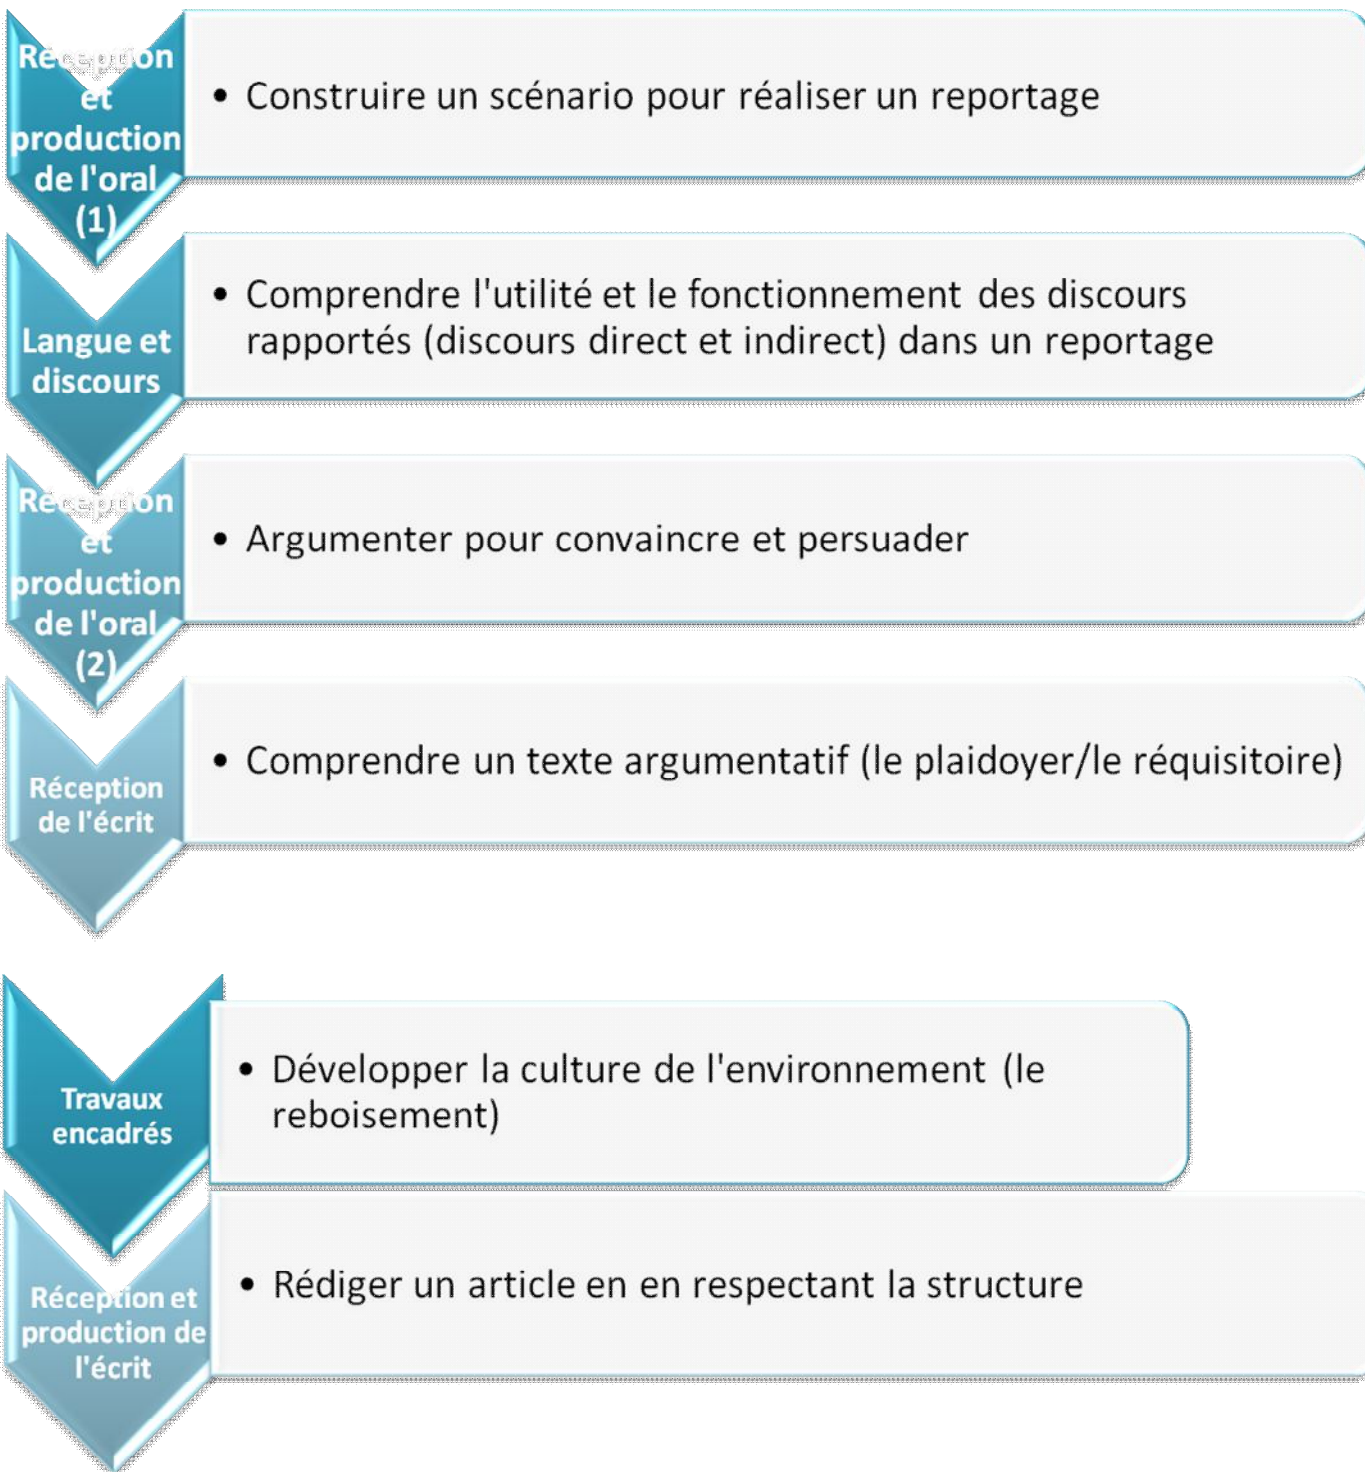 Réception
et
production
de l'oral
(1)
• Construire un scénario pour réaliser un reportage
Langue et
discours
• Comprendre l'utilité et le fonctionnement des discours
rapportés (discours direct et indirect) dans un reportage
Réception
et
production
de l'oral
(2)
• Argumenter pour convaincre et persuader
Réception
de l'écrit
• Comprendre un texte argumentatif (le plaidoyer/le réquisitoire)
Travaux
encadrés
• Développer la culture de l'environnement (le
reboisement)
Réception et
production de
l'écrit
• Rédiger un article en en respectant la structure